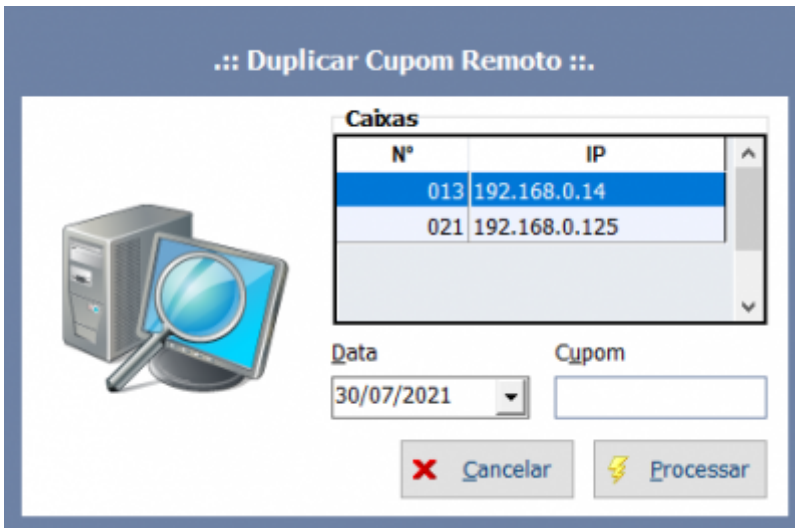 .:: Duplicar Cupom Remoto ::.
Caixas
Nº IP
013 192.168.0.14
021 192.168.0.125
Data Cupom
30/07/2021
Cancelar Processar